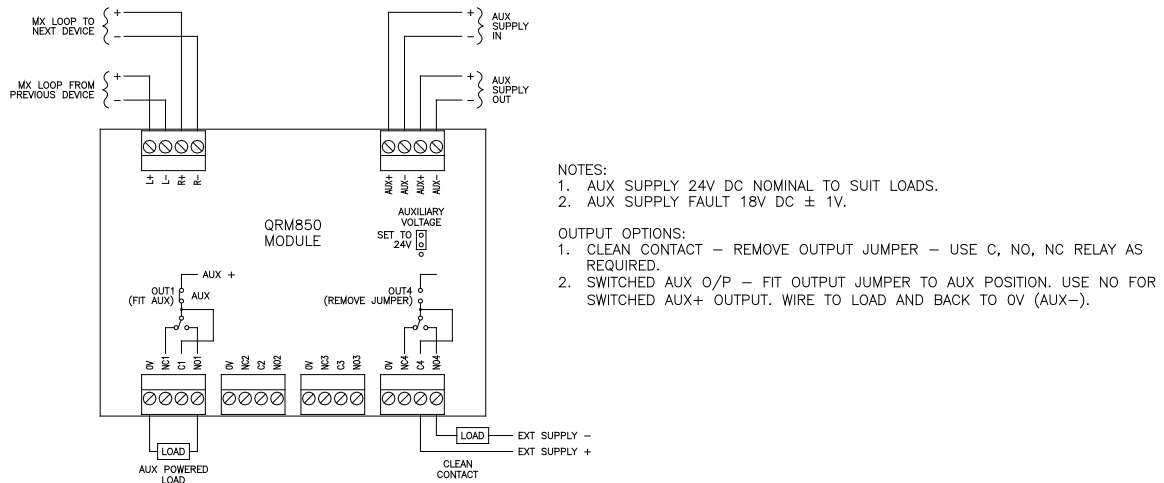 MX LOOP TO
NEXT DEVICE
+
−
MX LOOP FROM
PREVIOUS DEVICE
+
−
+
−
AUX
SUPPLY
IN
+
−
AUX
SUPPLY
OUT
L+
L-
R+
R-
AUX+
AUX-
AUX+
AUX-
QRM850
MODULE
AUXILIARY
VOLTAGE
SET TO
24V
AUX +
OUT1
(FIT AUX)
AUX
OUT4
(REMOVE JUMPER)
0V
NC1
C1
NO1
0V
NC2
C2
NO2
0V
NC3
C3
NO3
0V
NC4
C4
NO4
LOAD
AUX POWERED
LOAD
LOAD
EXT SUPPLY −
EXT SUPPLY +
CLEAN
CONTACT
NOTES:
1. AUX SUPPLY 24V DC NOMINAL TO SUIT LOADS.
2. AUX SUPPLY FAULT 18V DC ± 1V.
OUTPUT OPTIONS:
1. CLEAN CONTACT − REMOVE OUTPUT JUMPER − USE C, NO, NC RELAY AS
REQUIRED.
2. SWITCHED AUX O/P − FIT OUTPUT JUMPER TO AUX POSITION. USE NO FOR
SWITCHED AUX+ OUTPUT. WIRE TO LOAD AND BACK TO 0V (AUX−).